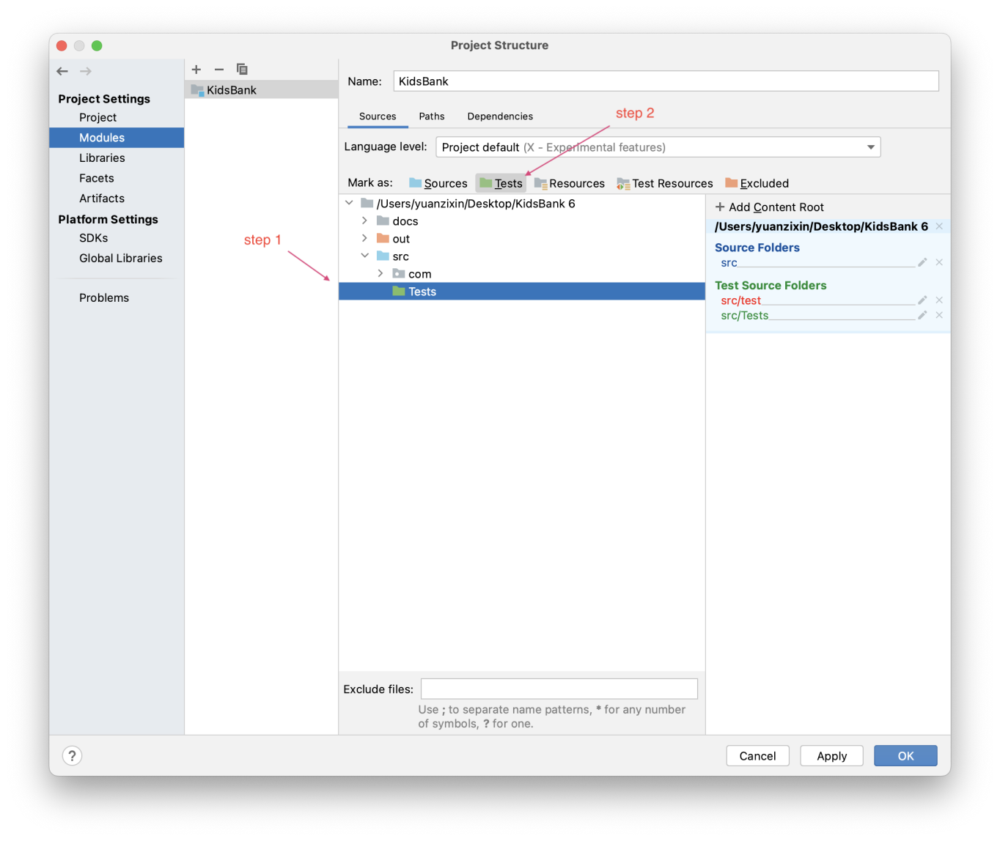 Project Structure
Project Settings
Project
Modules
Libraries
Facets
Artifacts
Platform Settings
SDKs
Global Libraries
Problems
KidsBank
Name: KidsBank
Sources Paths Dependencies
step 2
Language level: Project default (X - Experimental features)
Mark as: Sources Tests Resources Test Resources Excluded
step 1
/Users/yuanzixin/Desktop/KidsBank 6
docs
out
src
com
Tests
Add Content Root
/Users/yuanzixin/Desktop/KidsBank 6
Source Folders
src
Test Source Folders
src/test
src/Tests
Exclude files:
Use ; to separate name patterns, * for any number
of symbols, ? for one.
?
Cancel Apply OK